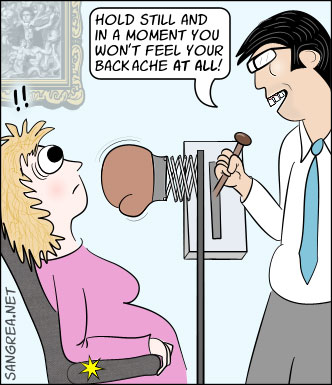 HOLD STILL AND
IN A MOMENT YOU
WON'T FEEL YOUR
BACKACHE AT ALL!
!!
SANGREA.NET